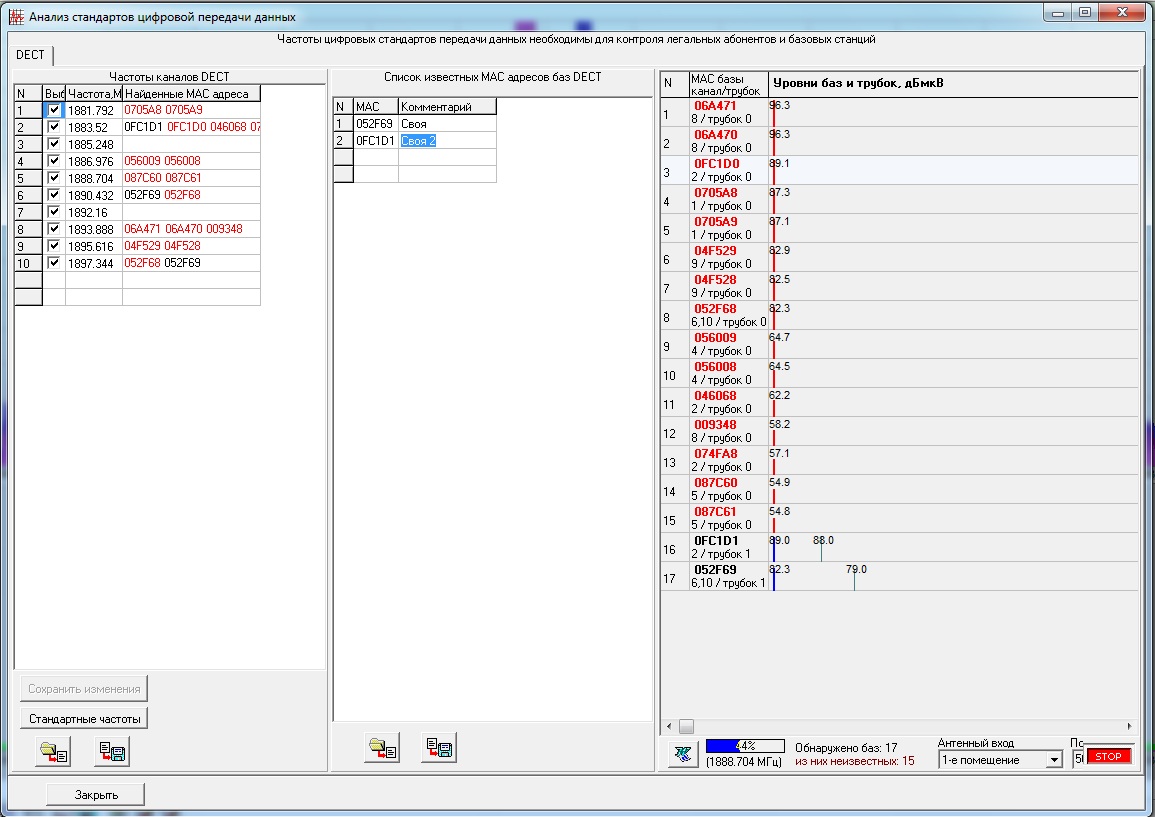 Анализ стандартов цифровой передачи данных
Частоты цифровых стандартов передачи данных необходимы для контроля легальных абонентов и базовых станций
DECT
Частоты каналов DECT
N Выб Частота,М Найденные MAC адреса
1 1881.792 0705A8 0705A9
2 1883.52 0FC1D1 0FC1D0 046068 07
3 1885.248
4 1886.976 056009 056008
5 1888.704 087C60 087C61
6 1890.432 052F69 052F68
7 1892.16
8 1893.888 06A471 06A470 009348
9 1895.616 04F529 04F528
10 1897.344 052F68 052F69
Сохранить изменения
Стандартные частоты
Закрыть
Список известных MAC адресов баз DECT
N MAC Комментарий
1 052F69 Своя
2 0FC1D1 Своя 2
N MAC базы канал/трубок Уровни баз и трубок, дБмкВ
1 06A471 96.3
8 / трубок 0
2 06A470 96.3
8 / трубок 0
3 0FC1D0 89.1
2 / трубок 0
4 0705A8 87.3
1 / трубок 0
5 0705A9 87.1
1 / трубок 0
6 04F529 82.9
9 / трубок 0
7 04F528 82.5
9 / трубок 0
8 052F68 82.3
6,10 / трубок 0
9 056009 64.7
4 / трубок 0
10 056008 64.5
4 / трубок 0
11 046068 62.2
2 / трубок 0
12 009348 58.2
8 / трубок 0
13 074FA8 57.1
2 / трубок 0
14 087C60 54.9
5 / трубок 0
15 087C61 54.8
5 / трубок 0
16 0FC1D1 89.0 88.0
2 / трубок 1
17 052F69 82.3 79.0
6,10 / трубок 1
44%
(1888.704 МГц)
Обнаружено баз: 17
из них неизвестных: 15
Антенный вход
1-е помещение
STOP